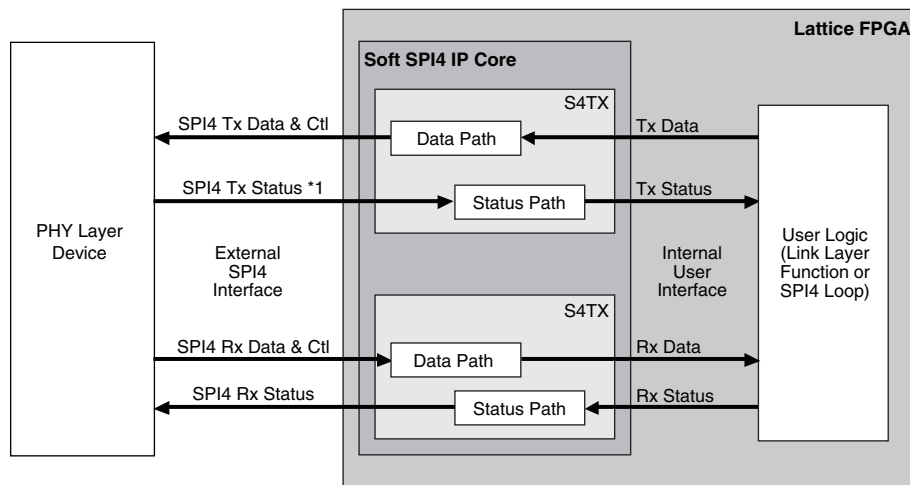 Lattice FPGA
Soft SPI4 IP Core
S4TX
SPI4 Tx Data & Ctl
Data Path
Tx Data
SPI4 Tx Status *1
Status Path
Tx Status
PHY Layer
Device
External
SPI4
Interface
Internal
User
Interface
User Logic
(Link Layer
Function or
SPI4 Loop)
S4TX
SPI4 Rx Data & Ctl
Data Path
Rx Data
SPI4 Rx Status
Status Path
Rx Status